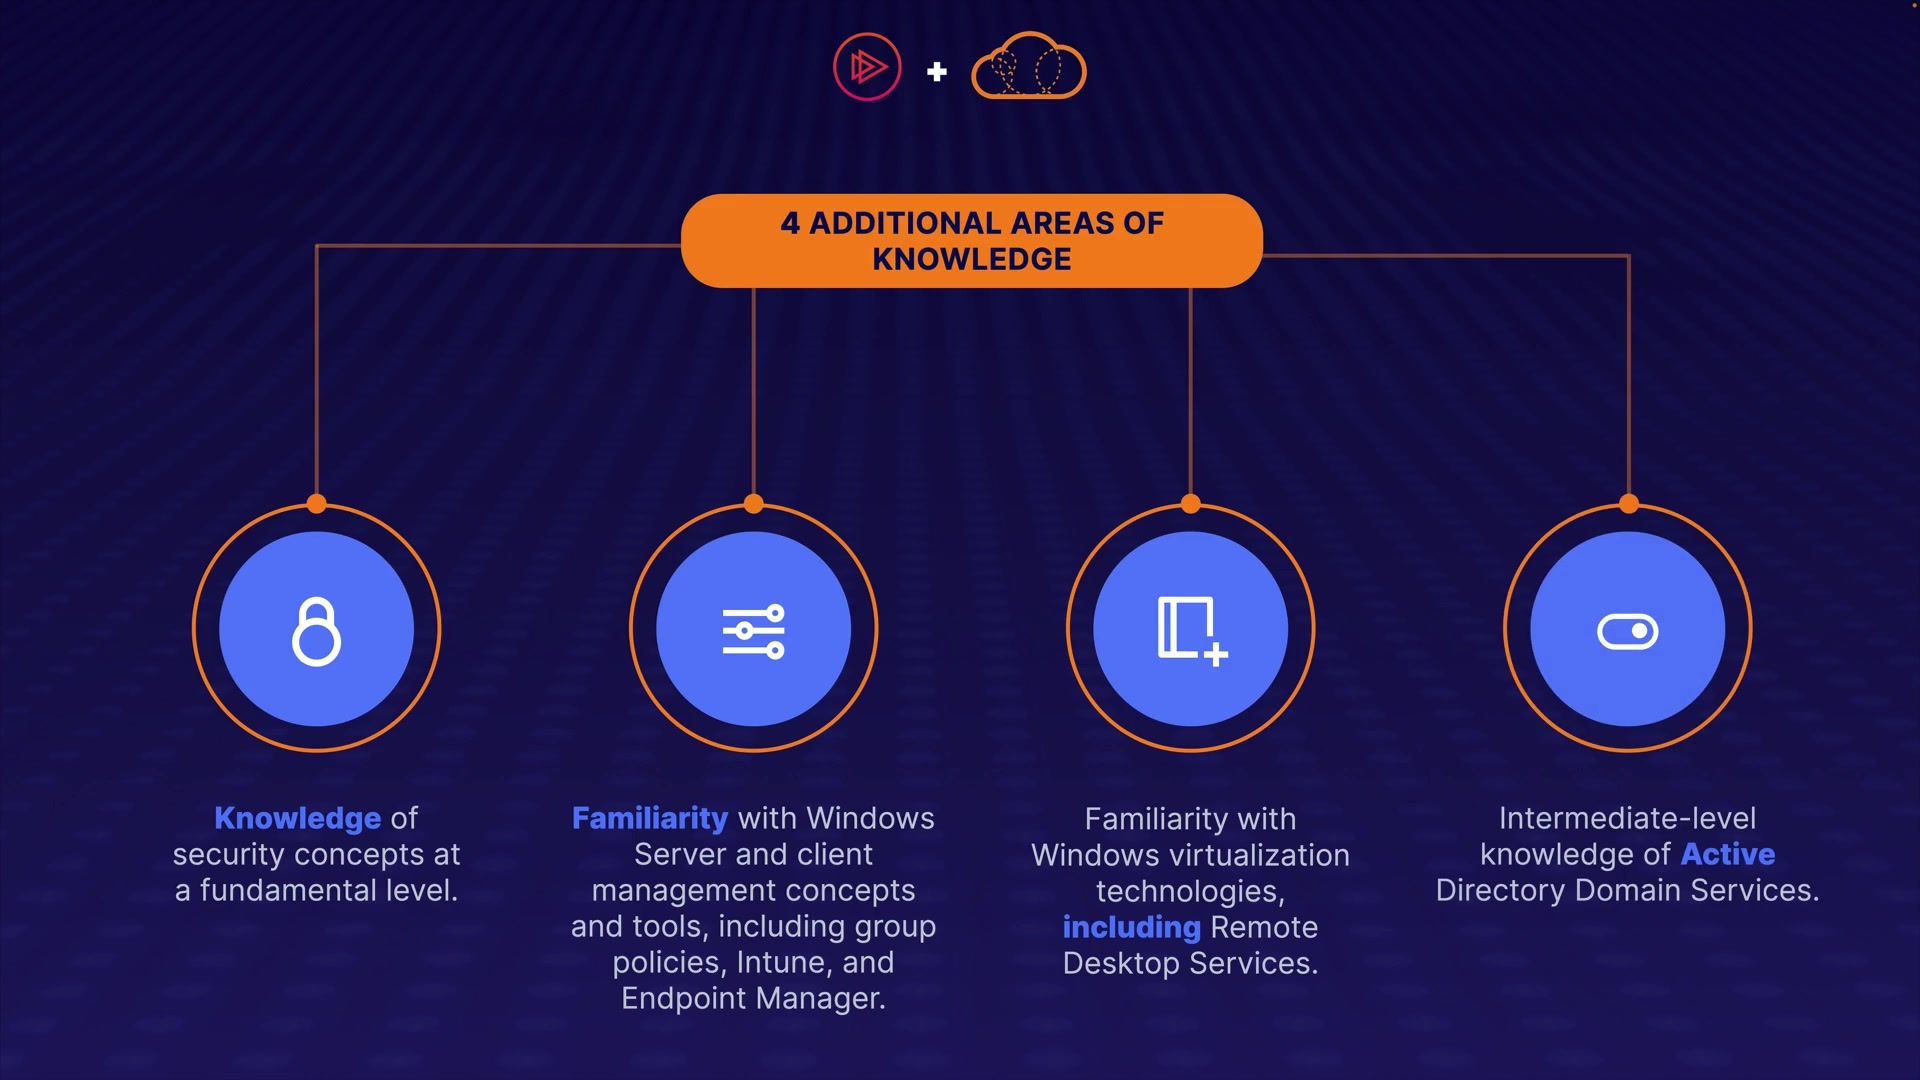 4 ADDITIONAL AREAS OF
KNOWLEDGE
Knowledge of
security concepts at
a fundamental level.
Familiarity with Windows
Server and client
management concepts
and tools, including group
policies, Intune, and
Endpoint Manager.
Familiarity with
Windows virtualization
technologies,
including Remote
Desktop Services.
Intermediate-level
knowledge of Active
Directory Domain Services.